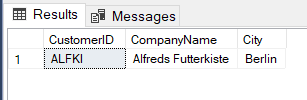 Results Messages
CustomerID CompanyName City
1 ALFKI Alfreds Futterkiste Berlin